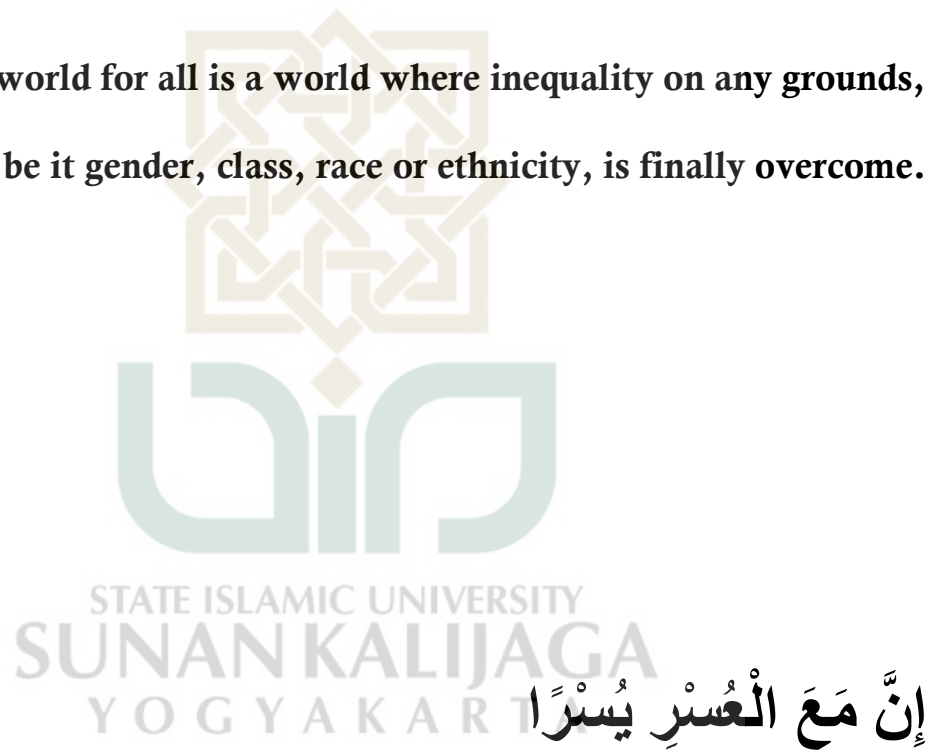 world for all is a world where inequality on any grounds,
be it gender, class, race or ethnicity, is finally overcome.
STATE ISLAMIC UNIVERSITY
SUNAN KALIJAGA
YOGYAKARTA
إِنَّ مَعَ الْعُسْرِ يُسْرًا